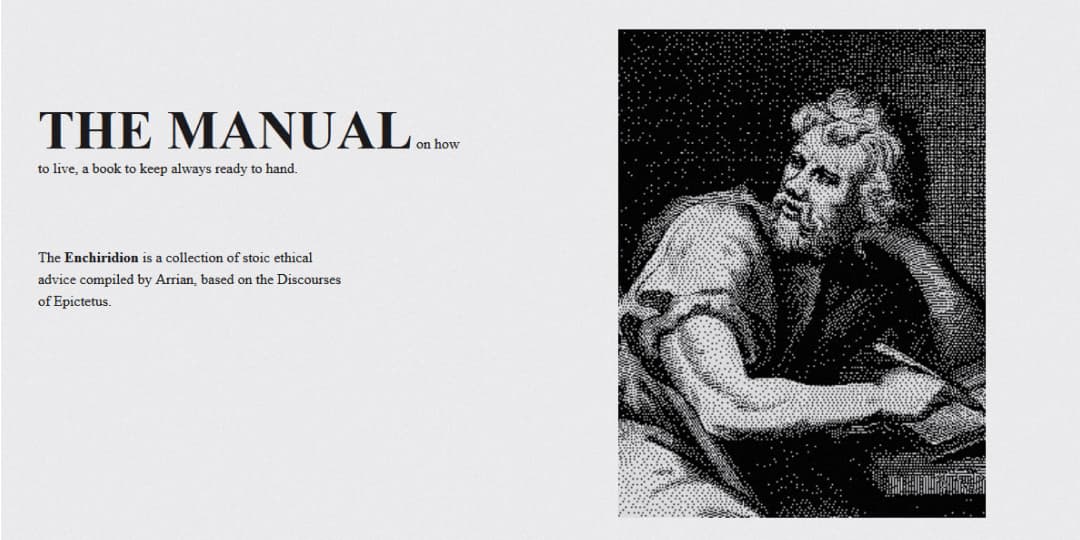 THE MANUAL on how
to live, a book to keep always ready to hand.
The Enchiridion is a collection of stoic ethical
advice compiled by Arrian, based on the Discourses
of Epictetus.